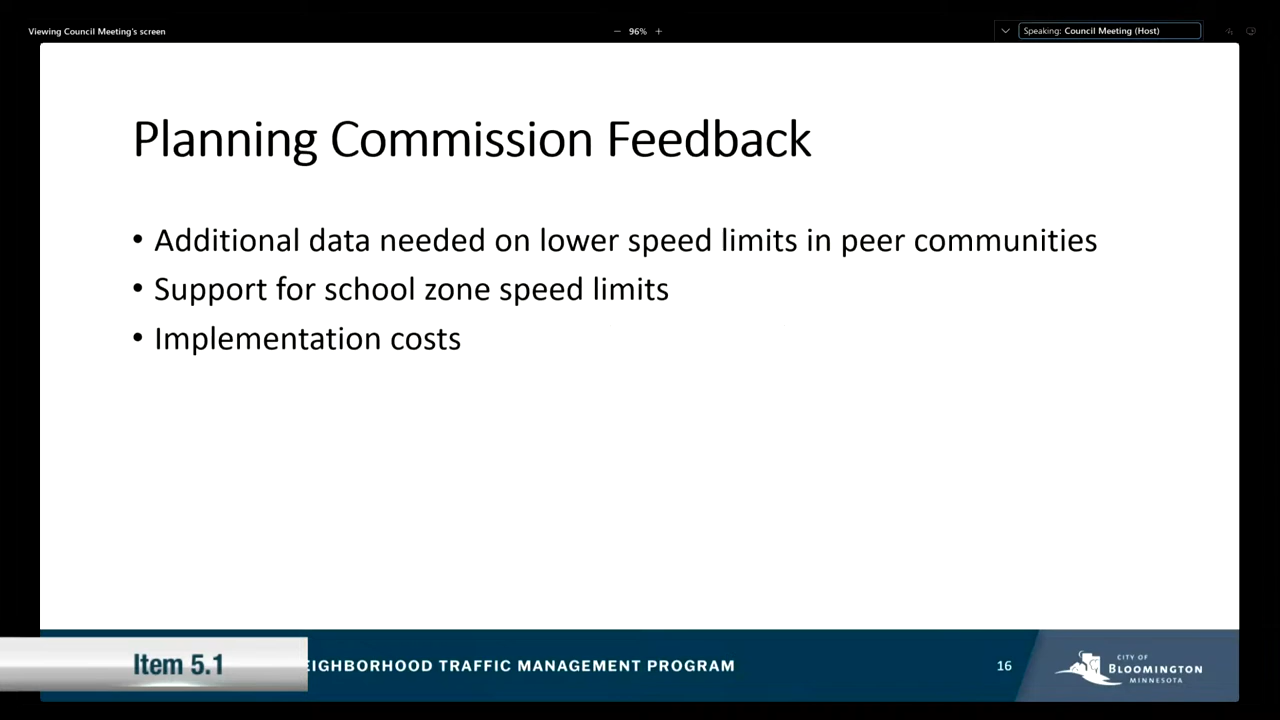 Viewing Council Meeting's screen
− 96% +
Speaking: Council Meeting (Host)
Planning Commission Feedback
• Additional data needed on lower speed limits in peer communities
• Support for school zone speed limits
• Implementation costs
Item 5.1
EIGHBORHOOD TRAFFIC MANAGEMENT PROGRAM
16
CITY OF
BLOOMINGTON
MINNESOTA